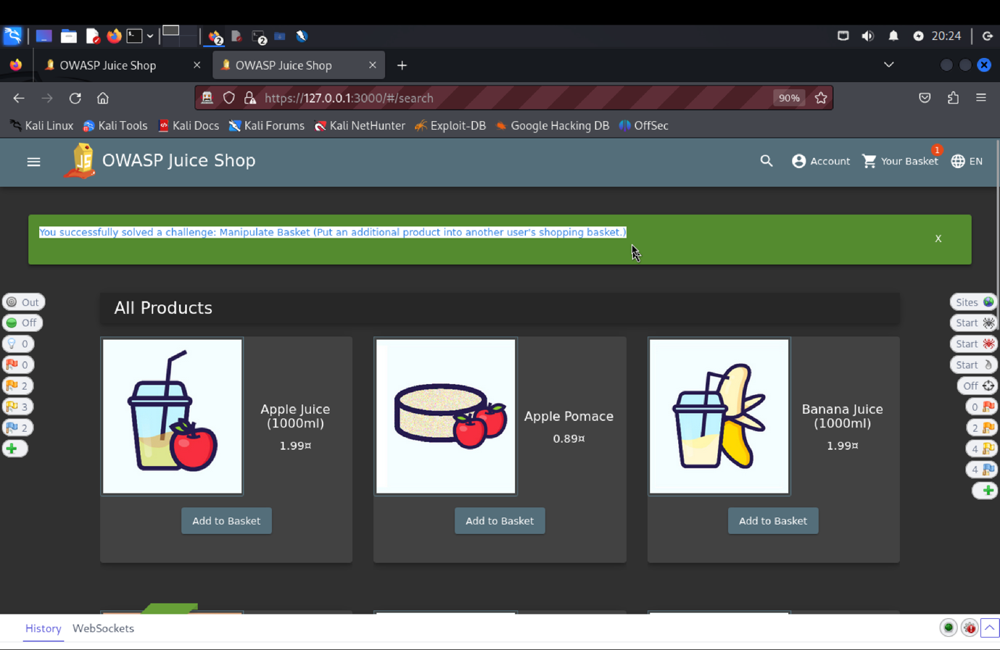 20:24
OWASP Juice Shop
OWASP Juice Shop
https://127.0.0.1:3000/#/search
90%
Kali Linux
Kali Tools
Kali Docs
Kali Forums
Kali NetHunter
Exploit-DB
Google Hacking DB
OffSec
OWASP Juice Shop
Account
Your Basket
1
EN
You successfully solved a challenge: Manipulate Basket (Put an additional product into another user's shopping basket.)
X
All Products
Apple Juice
(1000ml)
1.99¤
Add to Basket
Apple Pomace
0.89¤
Add to Basket
Banana Juice
(1000ml)
1.99¤
Add to Basket
Out
Off
0
0
2
3
2
Sites
Start
Start
Start
Off
0
2
4
4
History
WebSockets